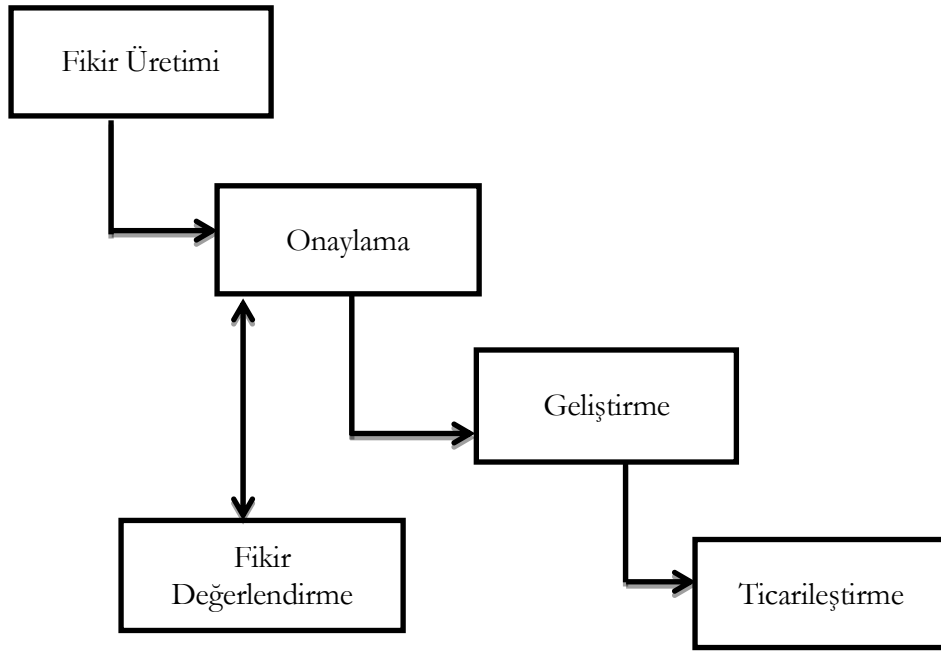 Fikir Üretimi
Onaylama
Geliştirme
Fikir
Değerlendirme
Ticarileştirme